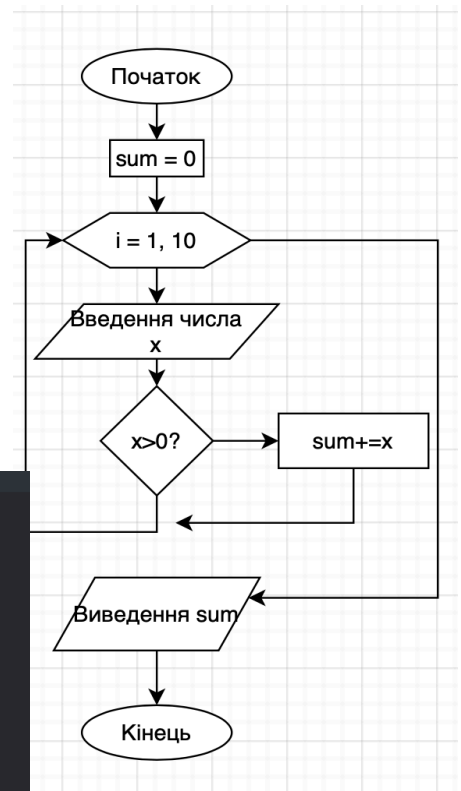 Початок
sum = 0
i = 1, 10
Введення числа
x
x>0?
sum+=x
Виведення sum
Кінець